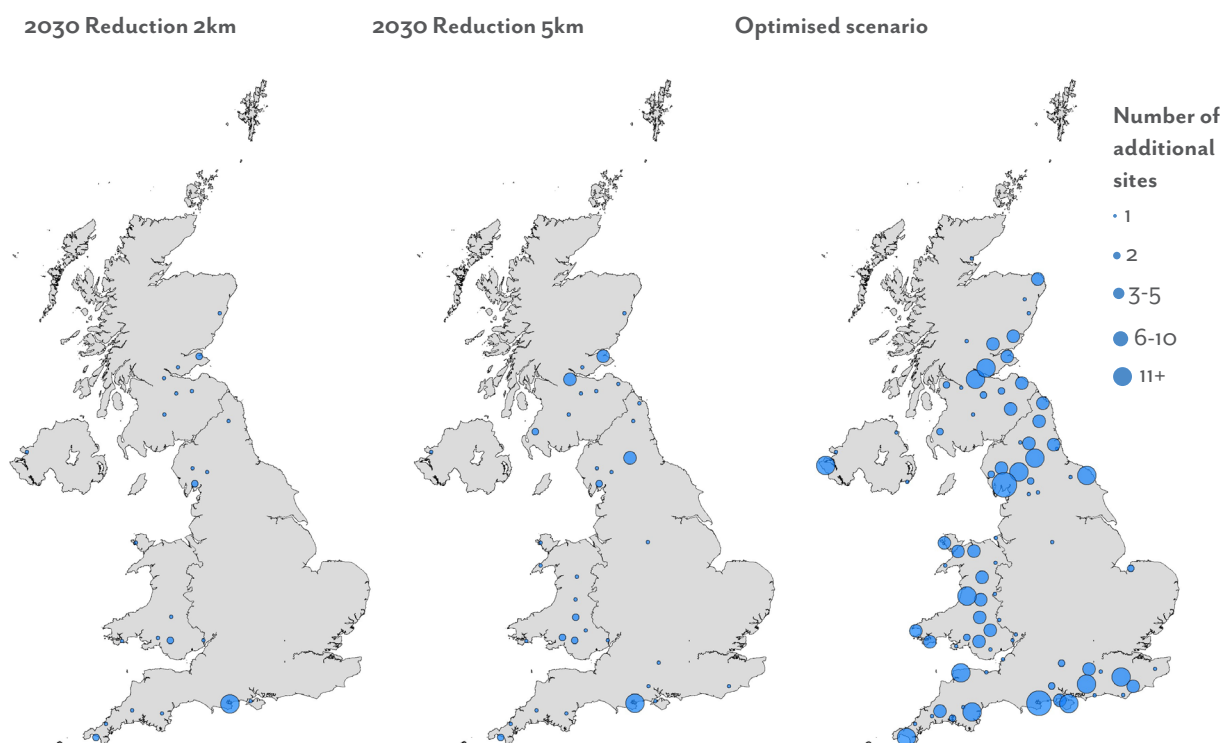 2030 Reduction 2km
2030 Reduction 5km
Optimised scenario
Number of
additional
sites
1
2
3-5
6-10
11+